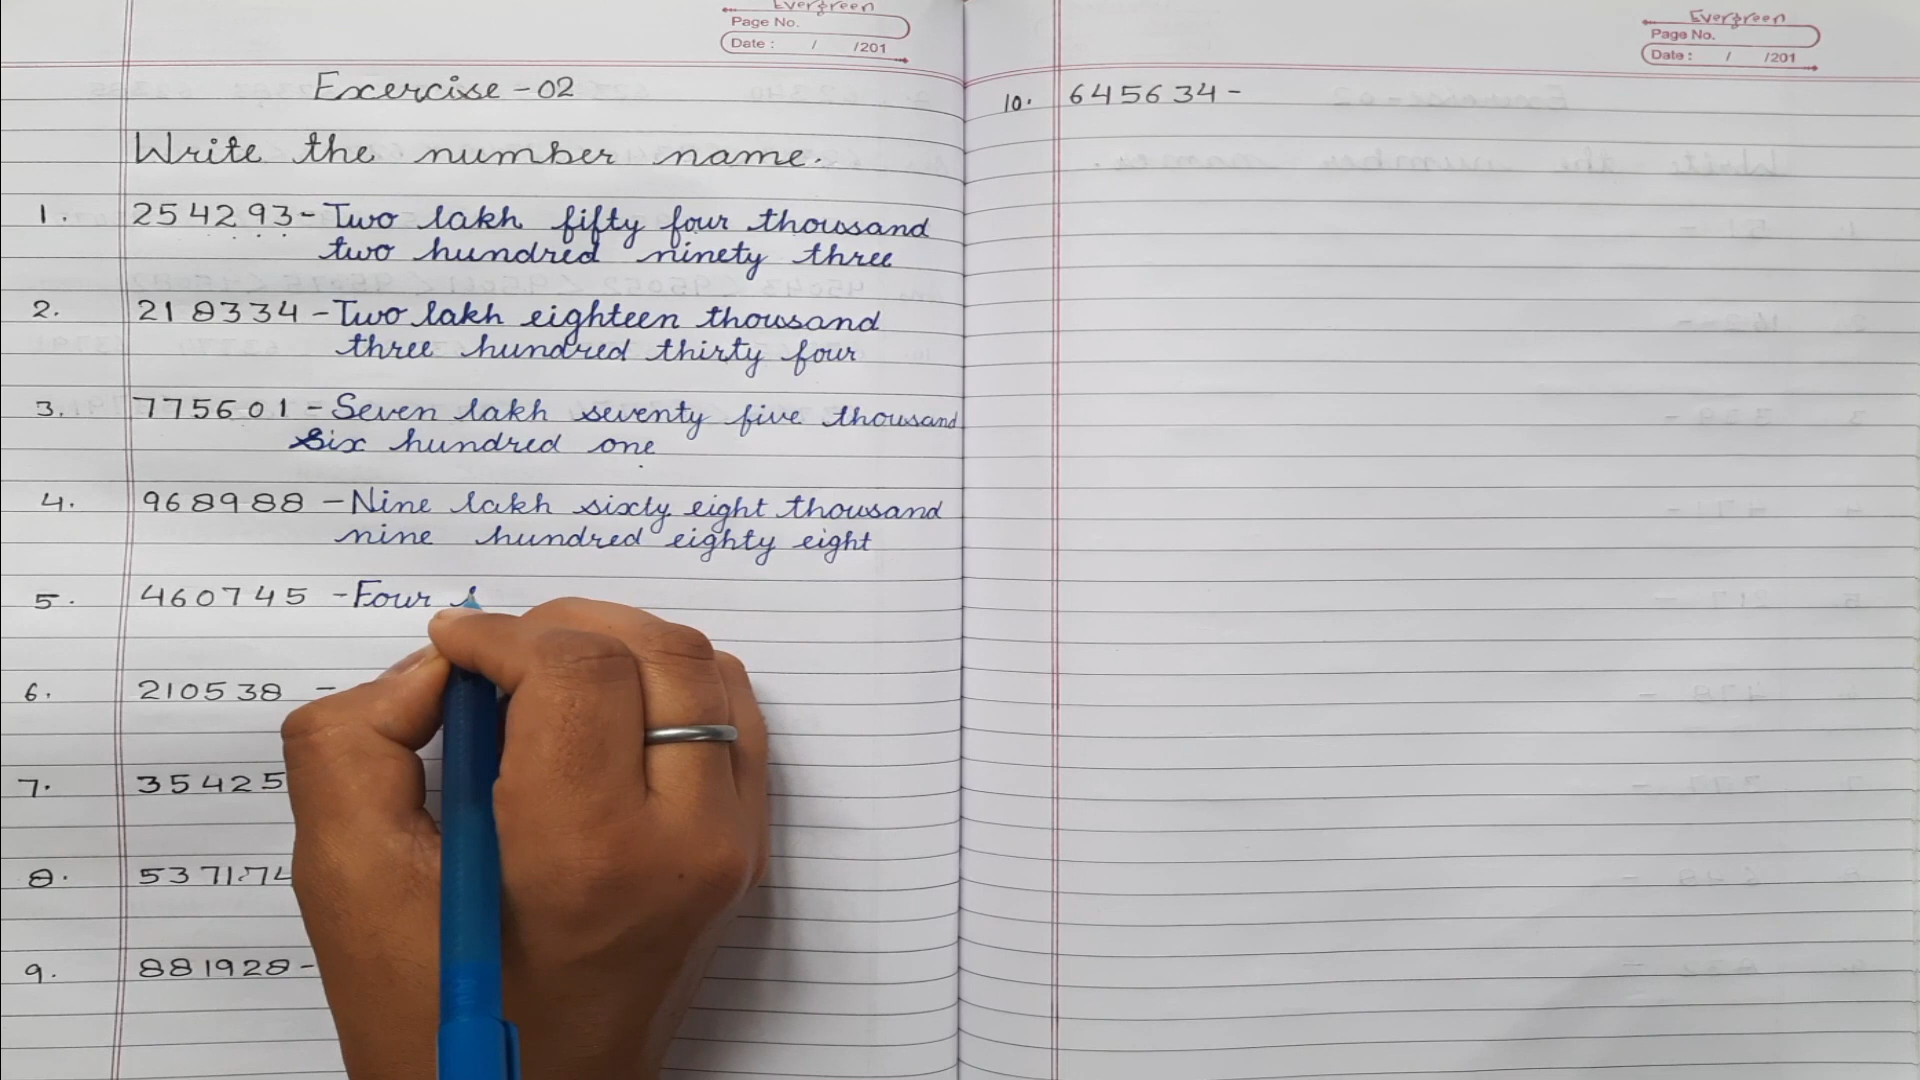 Evergreen
Page No.
Date : / /201
Excercise - 02
Write the number name.
1. 254293 - Two lakh fifty four thousand
two hundred ninety three
2. 218334 - Two lakh eighteen thousand
three hundred thirty four
3. 775601 - Seven lakh seventy five thousand
Six hundred one
4. 968988 - Nine lakh sixty eight thousand
nine hundred eighty eight
5. 460745 - Four
6. 210538 -
7. 35425
8. 537174
9. 881928 -
Evergreen
Page No.
Date : / /201
10. 645634 -